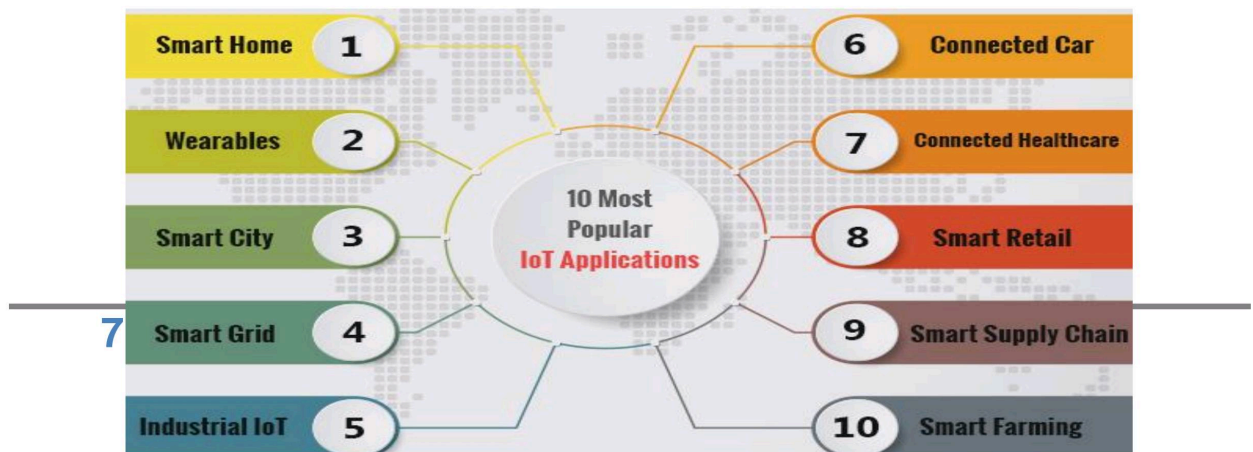 Smart Home 1
Wearables 2
Smart City 3
Smart Grid 4
Industrial IoT 5
10 Most
Popular
IoT Applications
6 Connected Car
7 Connected Healthcare
8 Smart Retail
9 Smart Supply Chain
10 Smart Farming
7